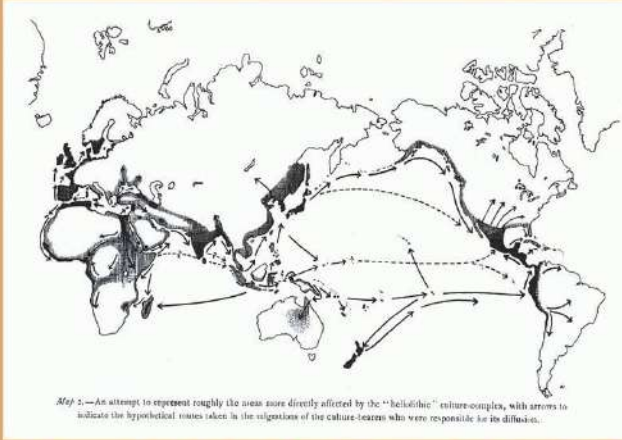 Map 2.—An attempt to represent roughly the areas more directly affected by the "heliolithic" culture-complex, with arrows to
indicate the hypothetical routes taken in the migrations of the culture-bearers who were responsible for its diffusion.